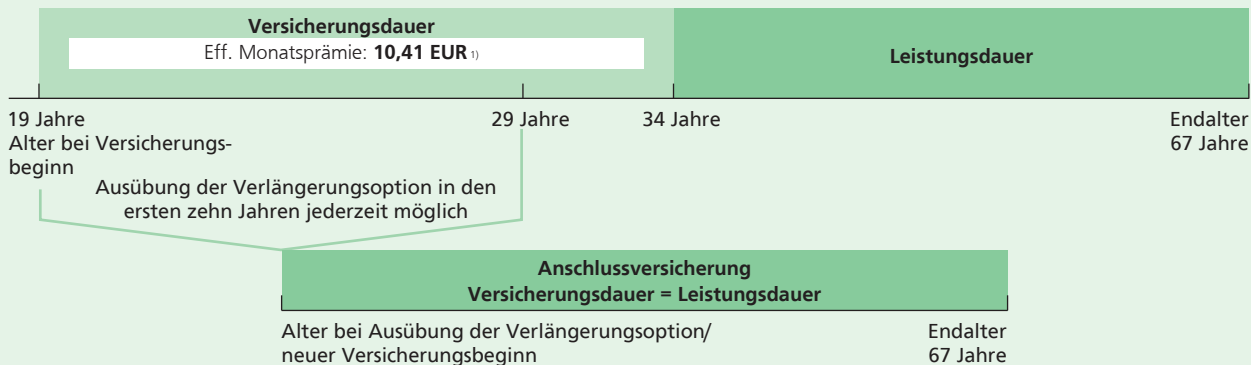 Versicherungsdauer
Eff. Monatsprämie: 10,41 EUR 1)
Leistungsdauer
19 Jahre
Alter bei Versicherungs-
beginn
29 Jahre
34 Jahre
Endalter
67 Jahre
Ausübung der Verlängerungsoption in den
ersten zehn Jahren jederzeit möglich
Anschlussversicherung
Versicherungsdauer = Leistungsdauer
Alter bei Ausübung der Verlängerungsoption/
neuer Versicherungsbeginn
Endalter
67 Jahre